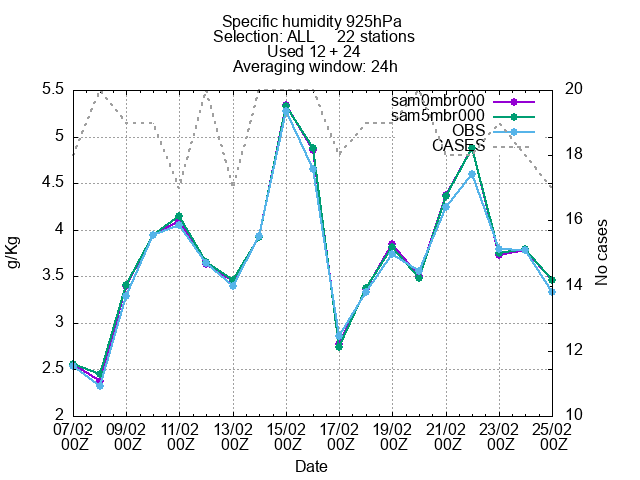 Specific humidity 925hPa
Selection: ALL 22 stations
Used 12 + 24
Averaging window: 24h
5.5
5
4.5
4
3.5
3
2.5
2
g/Kg
sam0mbr000
sam5mbr000
OBS
CASES
20
18
16
14
12
10
No cases
07/02 09/02 11/02 13/02 15/02 17/02 19/02 21/02 23/02 25/02
00Z 00Z 00Z 00Z 00Z 00Z 00Z 00Z 00Z 00Z
Date